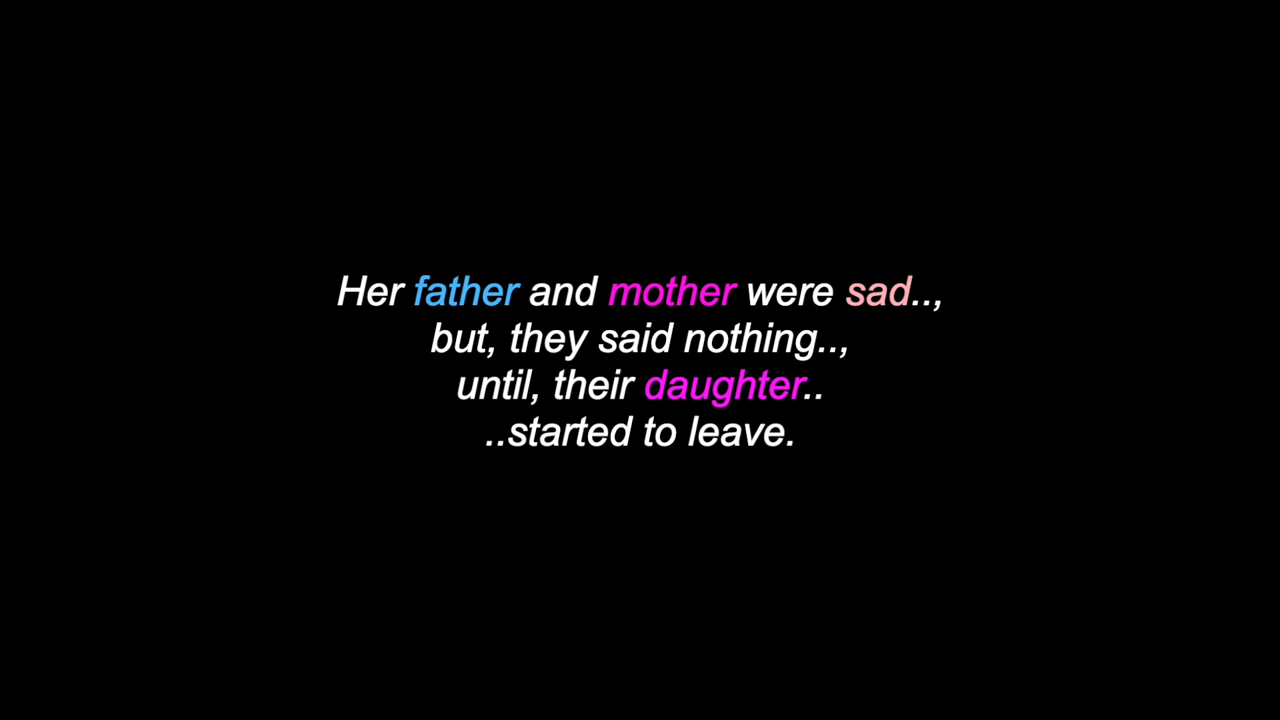 Her father and mother were sad..,
but, they said nothing..,
until, their daughter..
..started to leave.